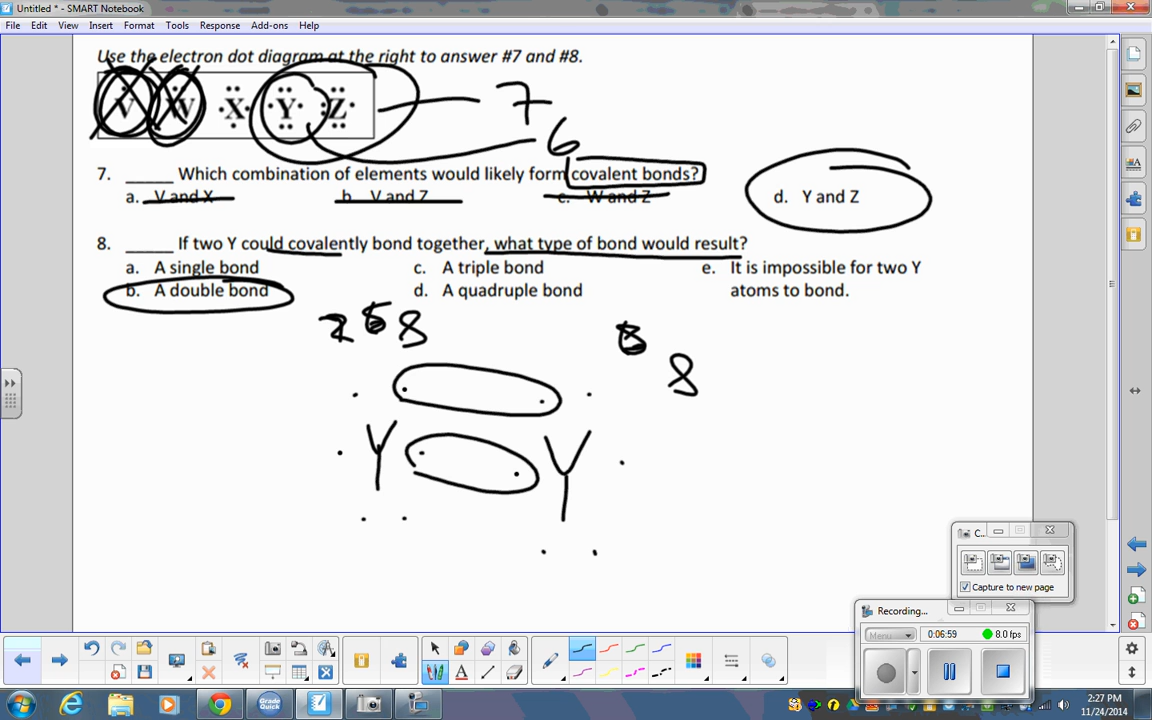 Untitled * - SMART Notebook
File Edit View Insert Format Tools Response Add-ons Help
Use the electron dot diagram at the right to answer #7 and #8.
V W X Y Z
7
6
7. _____ Which combination of elements would likely form covalent bonds?
a. V and X b. V and Z c. W and Z d. Y and Z
8. _____ If two Y could covalently bond together, what type of bond would result?
a. A single bond c. A triple bond e. It is impossible for two Y
b. A double bond d. A quadruple bond atoms to bond.
8
8
Y Y
C...
Capture to new page
Recording...
Menu 0:06:59 8.0 fps
Grade Quick
2:27 PM
11/24/2014